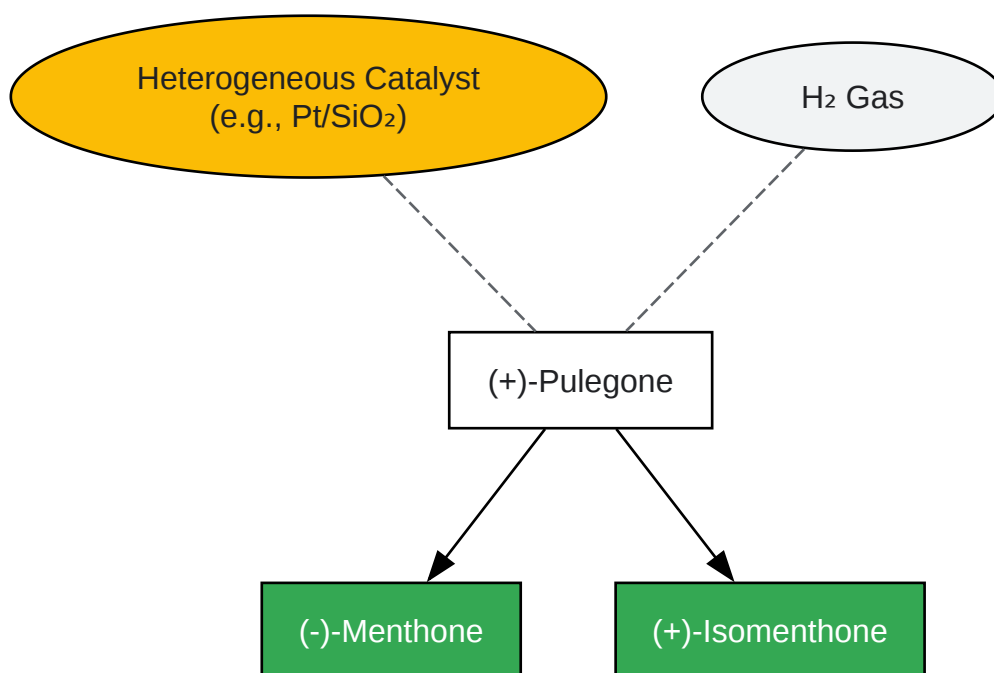 Heterogeneous Catalyst
(e.g., Pt/SiO₂)
H₂ Gas
(+)-Pulegone
(-)-Menthone
(+)-Isomenthone